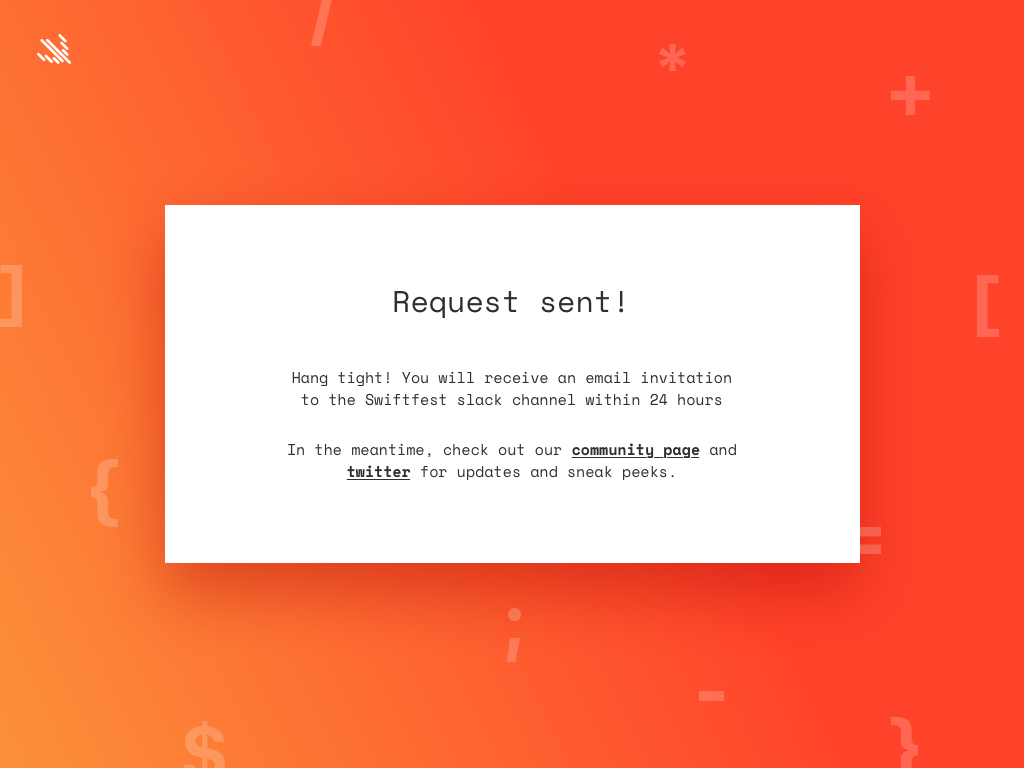 /
*
+
]
[
Request sent!
Hang tight! You will receive an email invitation
to the Swiftfest slack channel within 24 hours
In the meantime, check out our community page and
twitter for updates and sneak peeks.
{
=
;
-
$
}